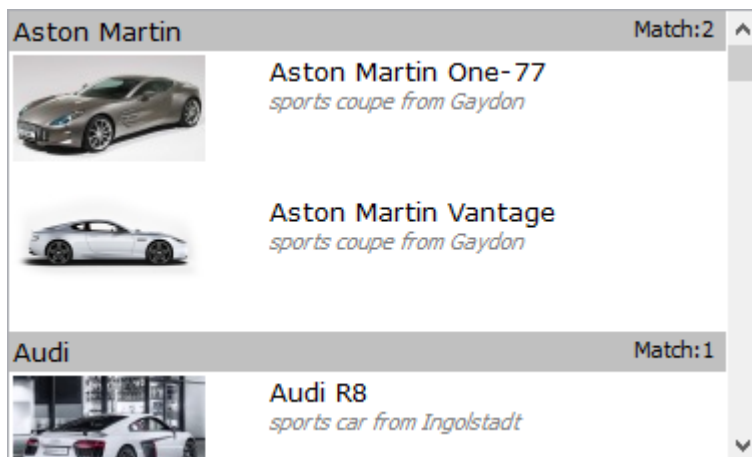 Aston Martin Match:2
Aston Martin One-77
sports coupe from Gaydon
Aston Martin Vantage
sports coupe from Gaydon
Audi Match:1
Audi R8
sports car from Ingolstadt